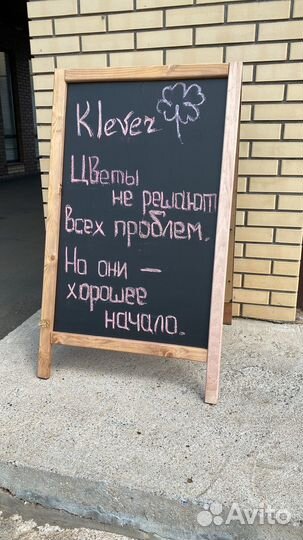 Klever
Цветы
не решают
всех проблем.
Но они —
хорошее
начало.
Avito